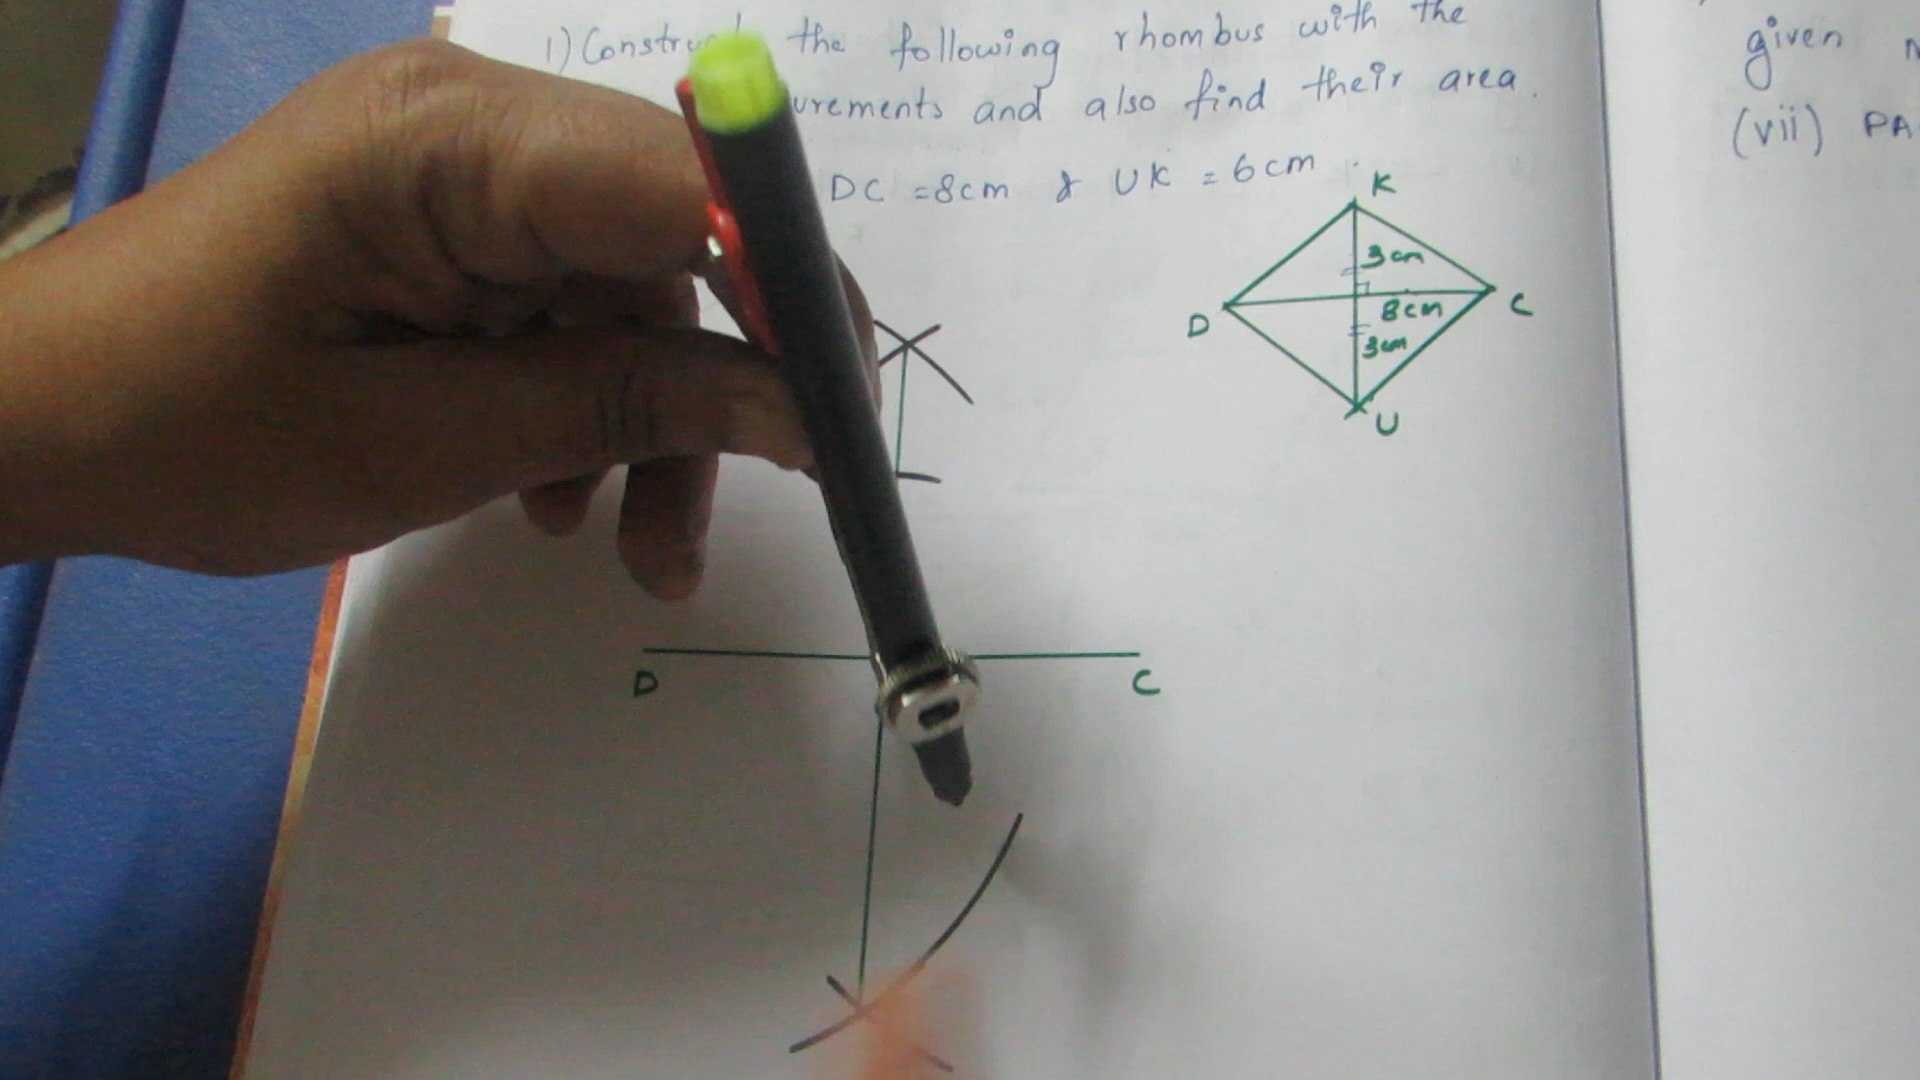 1) Construct the following rhombus with the
urements and also find their area.
DC = 8cm & UK = 6cm.
K
3cm
D 8cm C
3cm
U
D C
given
(vii) PA